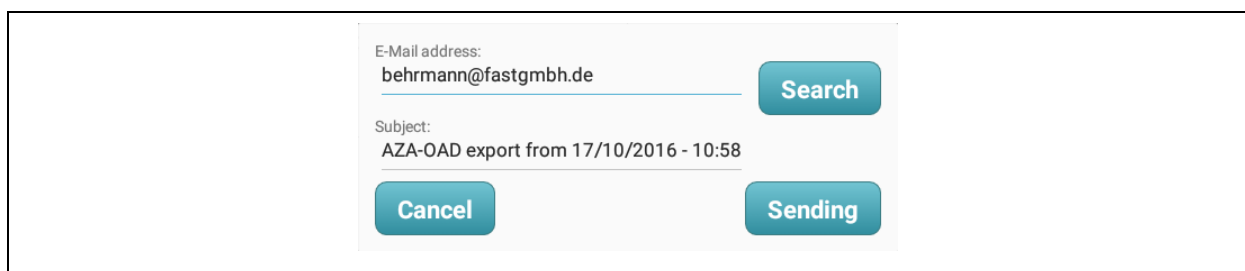 E-Mail address:
behrmann@fastgmbh.de
Search
Subject:
AZA-OAD export from 17/10/2016 - 10:58
Cancel
Sending